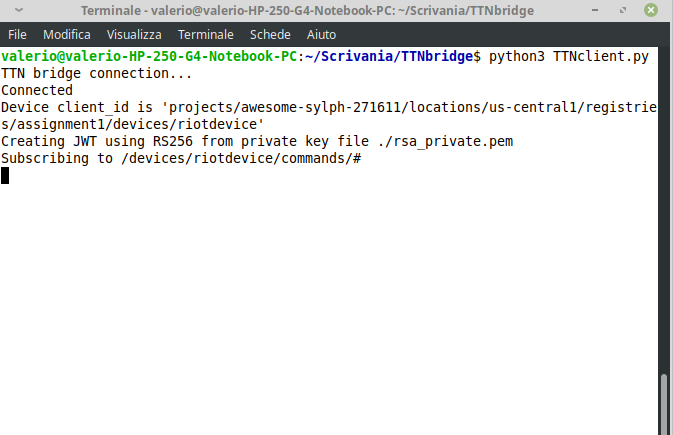 Terminale - valerio@valerio-HP-250-G4-Notebook-PC: ~/Scrivania/TTNbridge
File Modifica Visualizza Terminale Schede Aiuto
valerio@valerio-HP-250-G4-Notebook-PC:~/Scrivania/TTNbridge$ python3 TTNclient.py
TTN bridge connection...
Connected
Device client_id is 'projects/awesome-sylph-271611/locations/us-central1/registrie
s/assignment1/devices/riotdevice'
Creating JWT using RS256 from private key file ./rsa_private.pem
Subscribing to /devices/riotdevice/commands/#